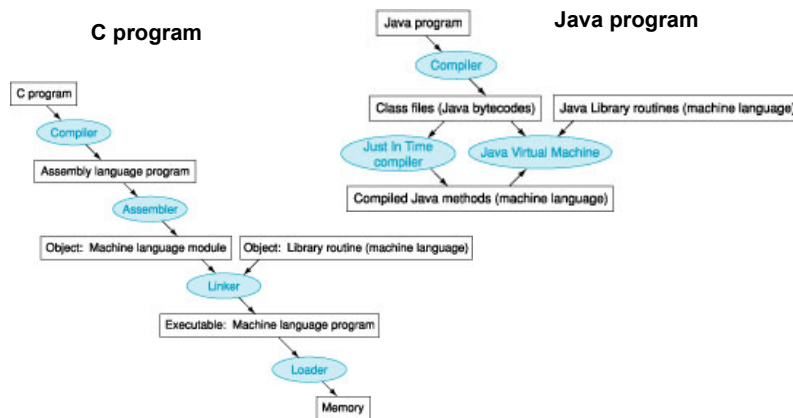 C program
C program
Compiler
Assembly language program
Assembler
Object: Machine language module
Object: Library routine (machine language)
Linker
Executable: Machine language program
Loader
Memory
Java program
Java program
Compiler
Class files (Java bytecodes)
Java Library routines (machine language)
Just In Time
compiler
Java Virtual Machine
Compiled Java methods (machine language)